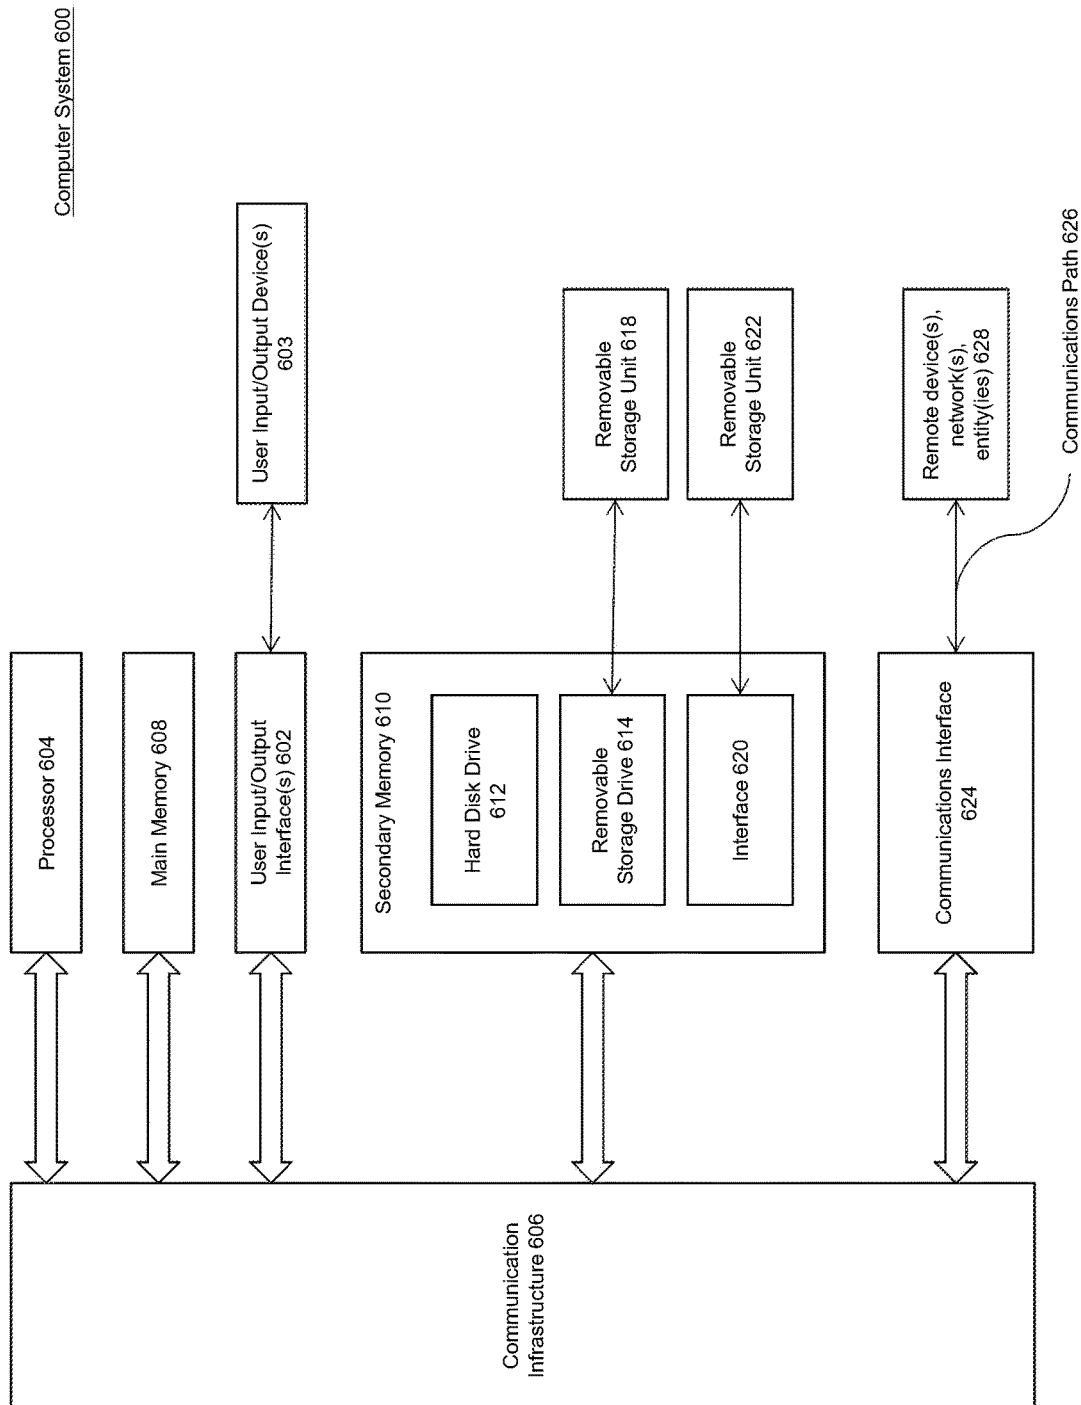 Computer System 600
Processor 604
Main Memory 608
User Input/Output
Interface(s) 602
User Input/Output Device(s)
603
Secondary Memory 610
Hard Disk Drive
612
Removable
Storage Drive 614
Removable
Storage Unit 618
Interface 620
Removable
Storage Unit 622
Communications Interface
624
Remote device(s),
network(s),
entity(ies) 628
Communications Path 626
Communication
Infrastructure 606